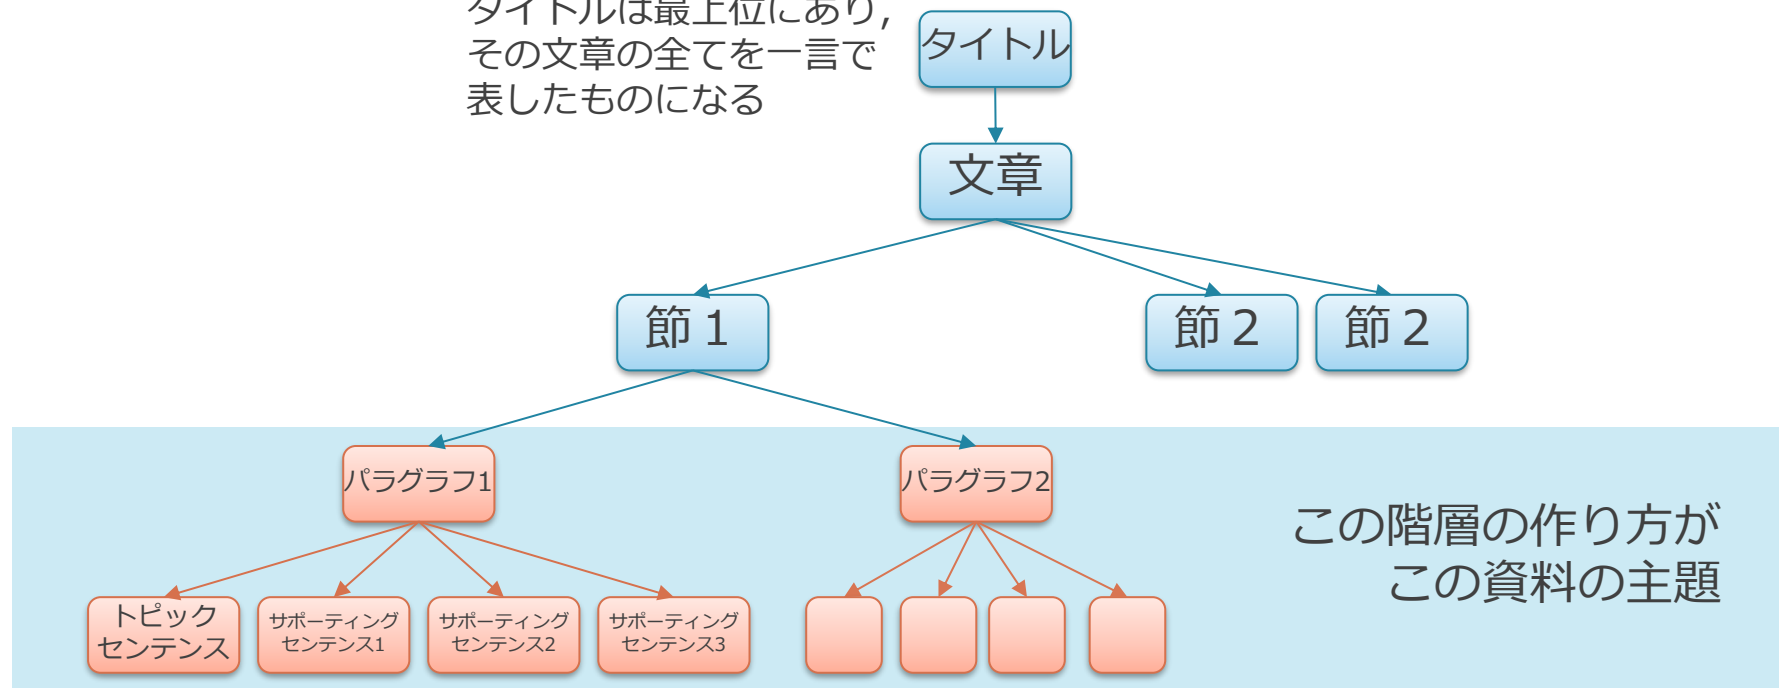 タイトルは最上位にあり,
その文章の全てを一言で
表したものになる
タイトル
文章
節１
節２
節２
パラグラフ1
パラグラフ2
この階層の作り方が
この資料の主題
トピック
センテンス
サポーティング
センテンス1
サポーティング
センテンス2
サポーティング
センテンス3